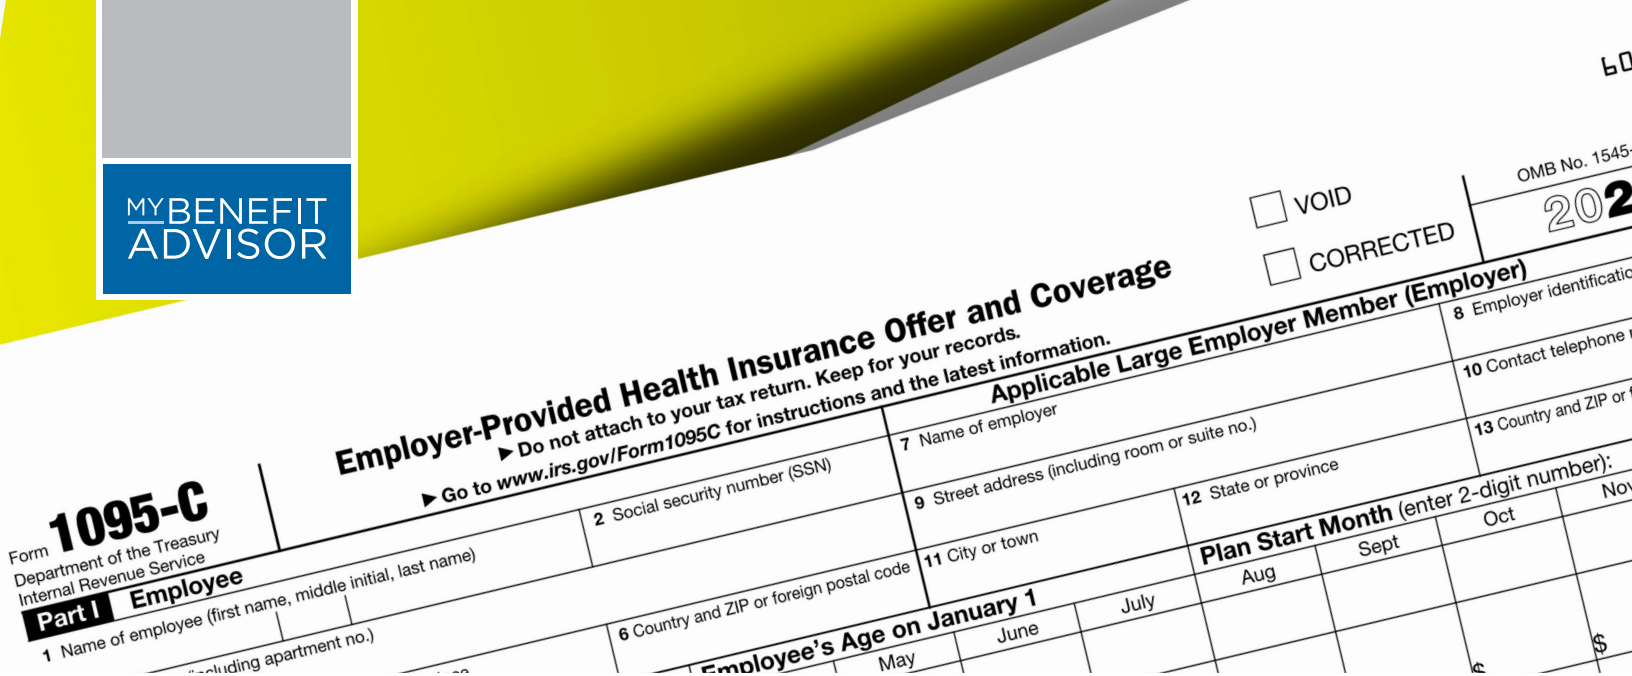 MYBENEFIT
ADVISOR
60
OMB No. 1545-
202
VOID
CORRECTED
Form 1095-C
Department of the Treasury
Internal Revenue Service
Employer-Provided Health Insurance Offer and Coverage
▶ Do not attach to your tax return. Keep for your records.
▶ Go to www.irs.gov/Form1095C for instructions and the latest information.
Part I Employee
Applicable Large Employer Member (Employer)
1 Name of employee (first name, middle initial, last name)
2 Social security number (SSN)
7 Name of employer
8 Employer
apartment no.)
9 Street address (including room or suite no.)
10 Contact telephone
6 Country and ZIP or foreign postal code
11 City or town
12 State or province
13 Country and ZIP or
Employee's Age on January 1
Plan Start Month (enter 2-digit number):
May
June
July
Aug
Sept
Oct
Nov
$
$